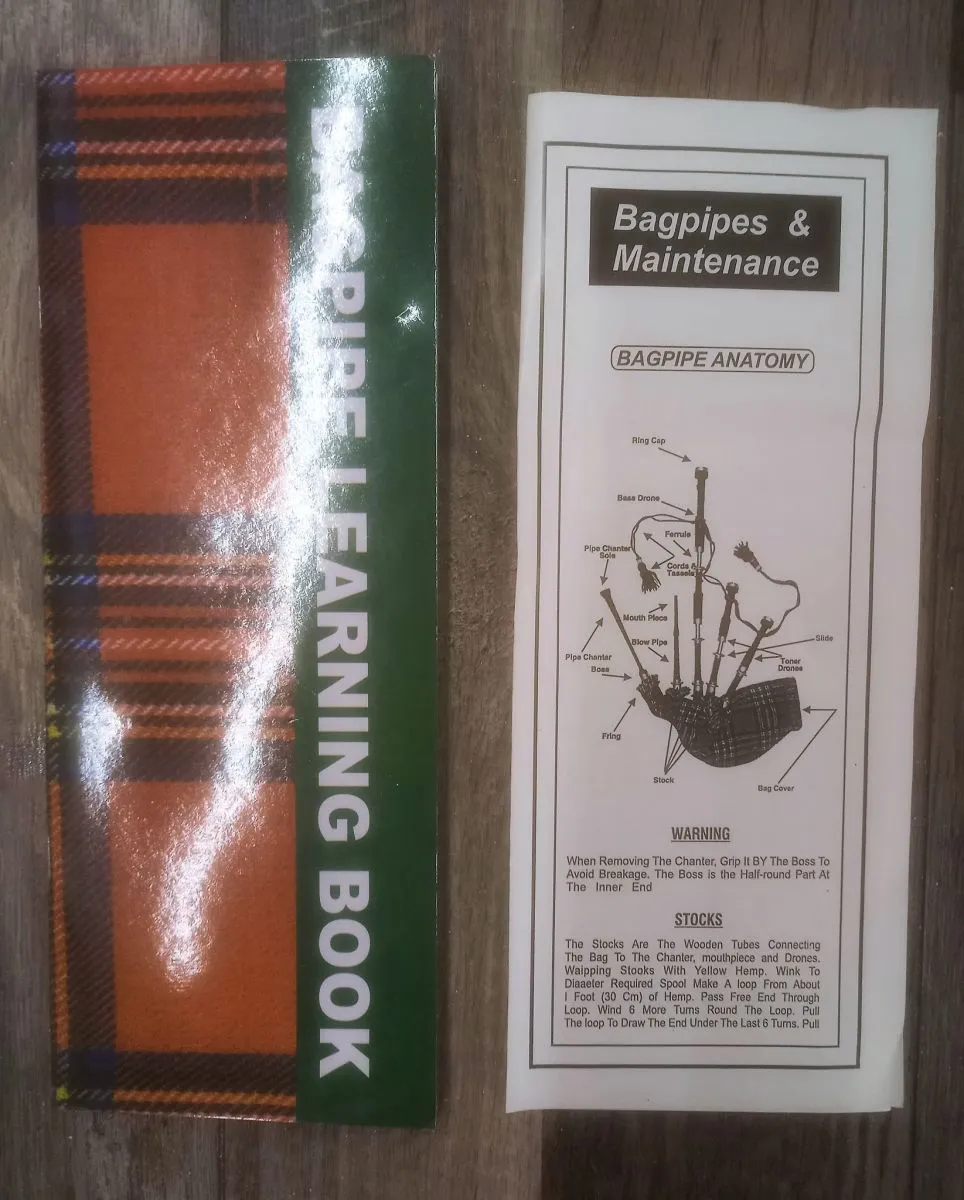 BAGPIPE LEARNING BOOK
Bagpipes &
Maintenance
BAGPIPE ANATOMY
Ring Cap
Bass Drone
Ferrule
Pipe Chanter
Sole
Cords &
Tassels
Mouth Piece
Blow Pipe
Slide
Pipe Chanter
Toner
Drones
Boss
Fring
Stock
Bag Cover
WARNING
When Removing The Chanter, Grip It BY The Boss To
Avoid Breakage. The Boss is the Half-round Part At
The Inner End
STOCKS
The Stocks Are The Wooden Tubes Connecting
The Bag To The Chanter, mouthpiece and Drones.
Waipping Stooks With Yellow Hemp. Wink To
Diaaeter Required Spool Make A loop From About
I Foot (30 Cm) of Hemp. Pass Free End Through
Loop. Wind 6 More Turns Round The Loop. Pull
The loop To Draw The End Under The Last 6 Turns. Pull